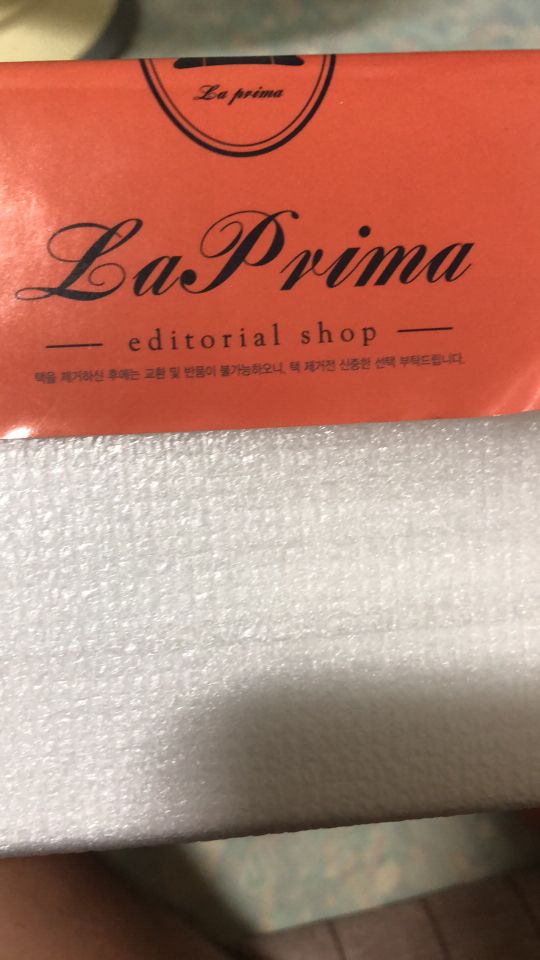 La prima
LaPrima
editorial shop
택을 제거하신 후에는 교환 및 반품이 불가능하오니, 택 제거전 신중한 선택 부탁드립니다.